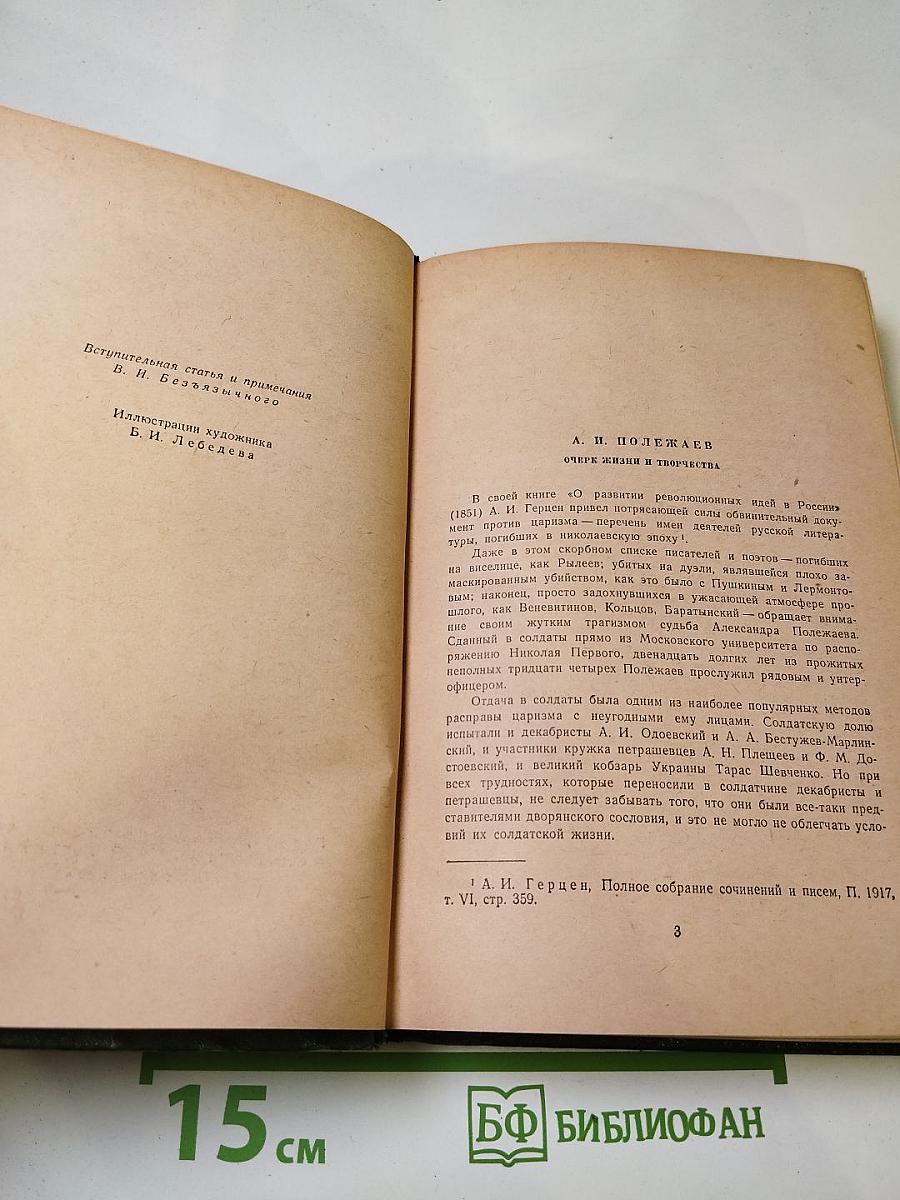 Вступительная статья и примечания
В. И. Безъязычного
Иллюстрации художника
Б. И. Лебедева
А. И. ПОЛЕЖАЕВ
ОЧЕРК ЖИЗНИ И ТВОРЧЕСТВА
В своей книге «О развитии революционных идей в России»
(1851) А. И. Герцен привел потрясающей силы обвинительный доку-
мент против царизма — перечень имен деятелей русской литера-
туры, погибших в николаевскую эпоху ¹.
Даже в этом скорбном списке писателей и поэтов — погибших
на виселице, как Рылеев; убитых на дуэли, являвшейся плохо за-
маскированным убийством, как это было с Пушкиным и Лермонто-
вым; наконец, просто задохнувшихся в ужасающей атмосфере про-
шлого, как Веневитинов, Кольцов, Баратынский — обращает внима-
ние своим жутким трагизмом судьба Александра Полежаева.
Сданный в солдаты прямо из Московского университета по распо-
ряжению Николая Первого, двенадцать долгих лет из прожитых
неполных тридцати четырех Полежаев прослужил рядовым и унтер-
офицером.
Отдача в солдаты была одним из наиболее популярных методов
расправы царизма с неугодными ему лицами. Солдатскую долю
испытали и декабристы А. И. Одоевский и А. А. Бестужев-Марлин-
ский, и участники кружка петрашевцев А. Н. Плещеев и Ф. М. До-
стоевский, и великий кобзарь Украины Тарас Шевченко. Но при
всех трудностях, которые переносили в солдатчине декабристы и
петрашевцы, не следует забывать того, что они были все-таки пред-
ставителями дворянского сословия, и это не могло не облегчать усло-
вий их солдатской жизни.
¹ А. И. Герцен, Полное собрание сочинений и писем, П. 1917,
т. VI, стр. 359.
3
15 см
БФ БИБЛИОФАН